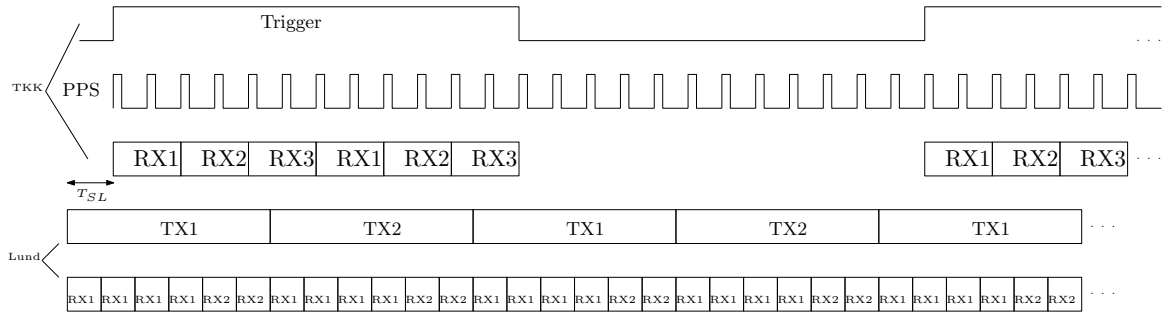 Trigger
. . .
TKK
PPS
RX1 RX2 RX3 RX1 RX2 RX3 RX1 RX2 RX3 . . .
T_SL
TX1 TX2 TX1 TX2 TX1 . . .
Lund
RX1 RX1 RX1 RX1 RX2 RX2 RX1 RX1 RX1 RX1 RX2 RX2 RX1 RX1 RX1 RX1 RX2 RX2 RX1 RX1 RX1 RX1 RX2 RX2 RX1 RX1 RX1 RX1 RX2 RX2 . . .